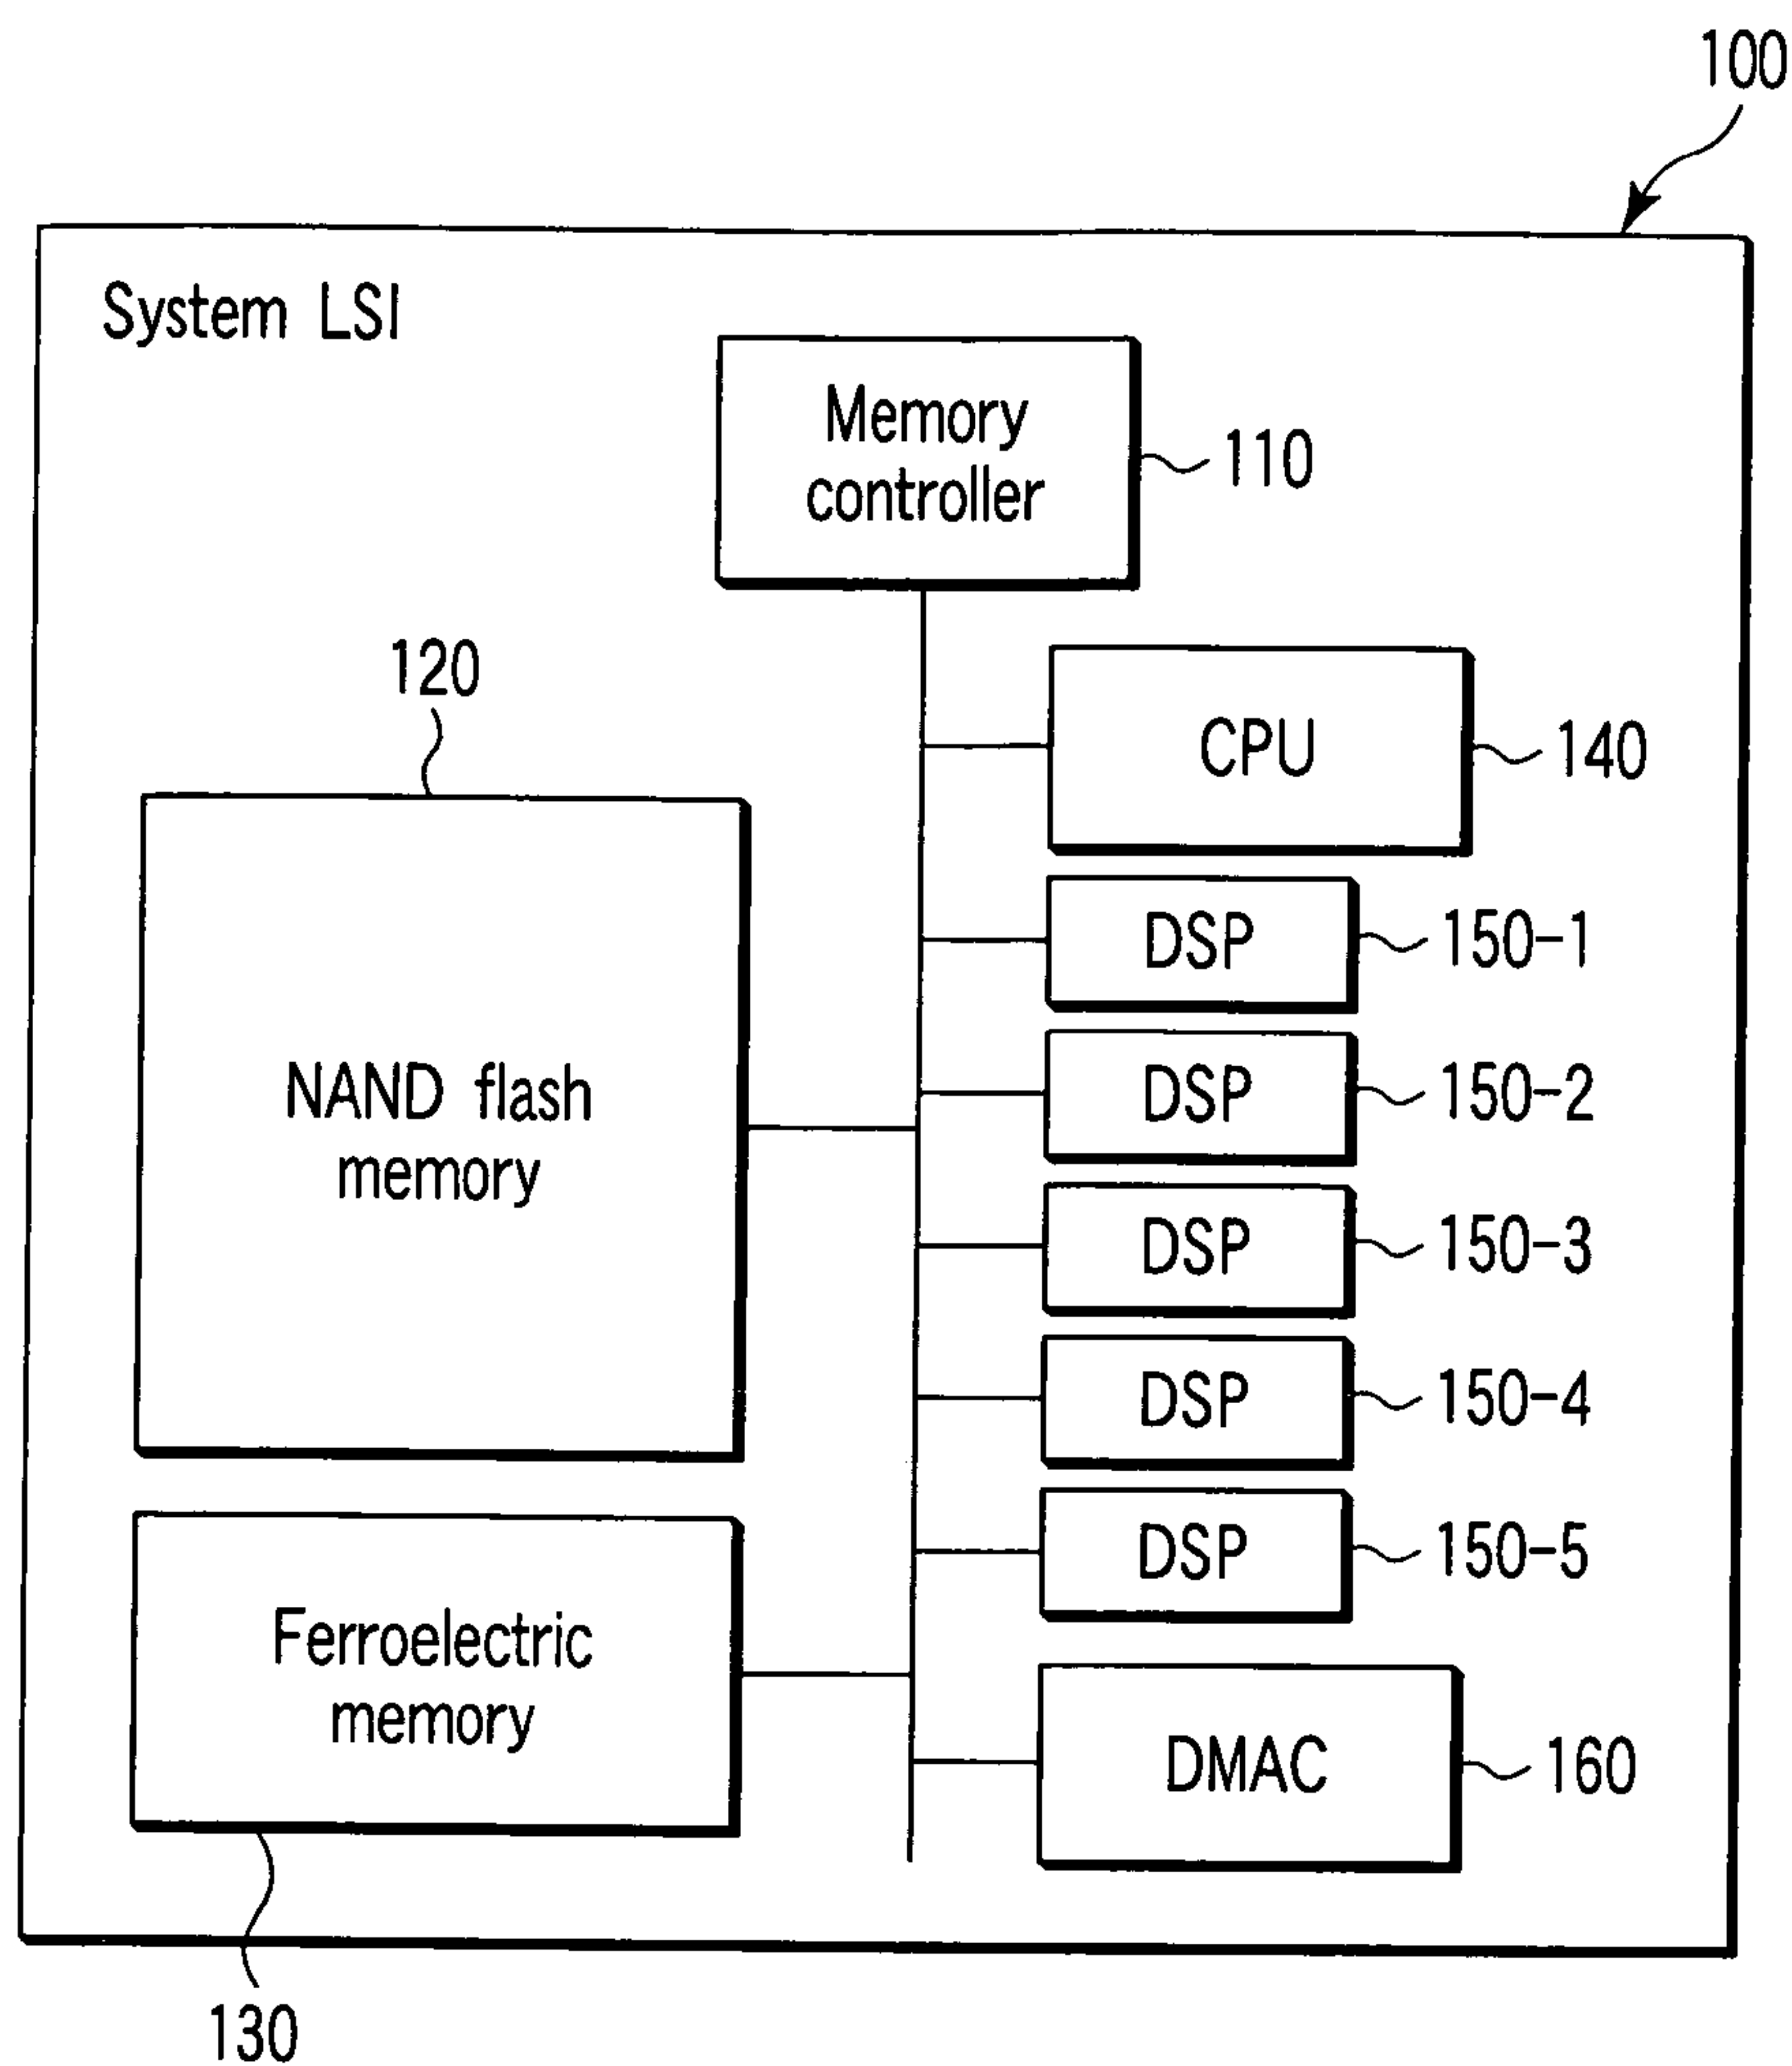 100
System LSI
Memory
controller
110
120
CPU
140
DSP
150-1
NAND flash
memory
DSP
150-2
DSP
150-3
DSP
150-4
DSP
150-5
Ferroelectric
memory
DMAC
160
130